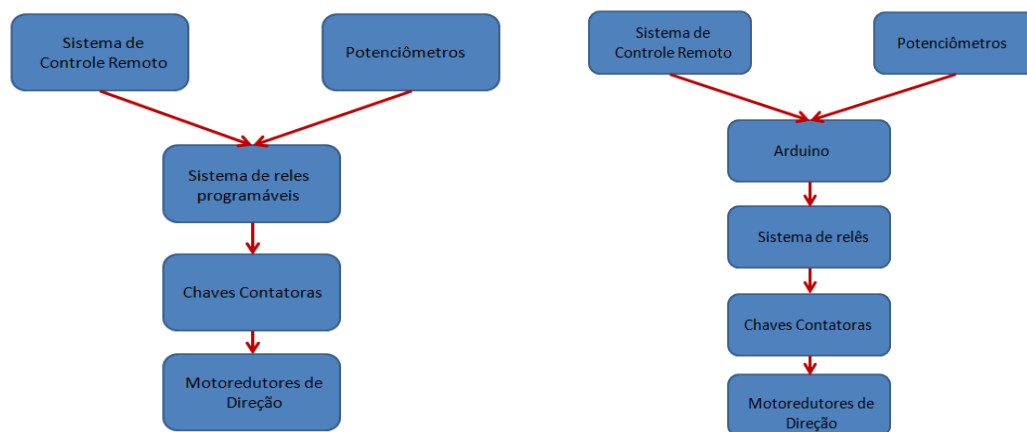 Sistema de
Controle Remoto
Potenciômetros
Sistema de reles
programáveis
Chaves Contatoras
Motoredutores de
Direção
Sistema de
Controle Remoto
Potenciômetros
Arduino
Sistema de relês
Chaves Contatoras
Motoredutores de
Direção